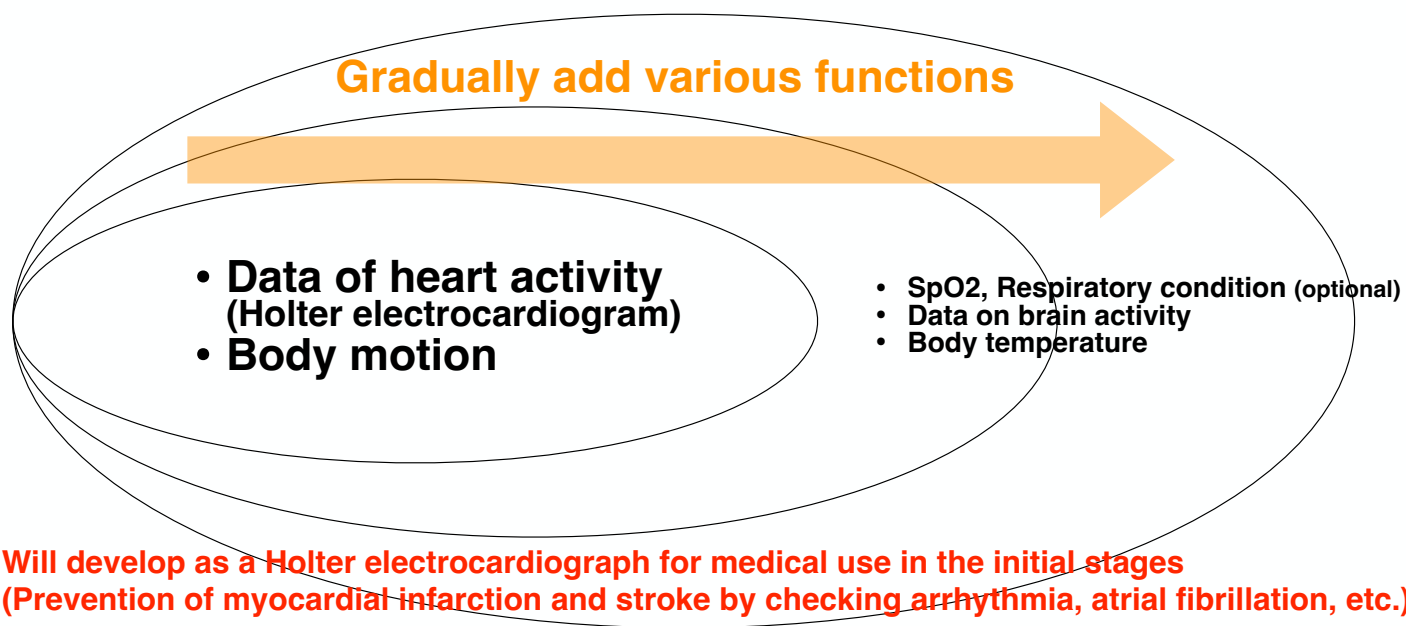 Gradually add various functions
• Data of heart activity
(Holter electrocardiogram)
• Body motion
• SpO2, Respiratory condition (optional)
• Data on brain activity
• Body temperature
Will develop as a Holter electrocardiograph for medical use in the initial stages
(Prevention of myocardial infarction and stroke by checking arrhythmia, atrial fibrillation, etc.)